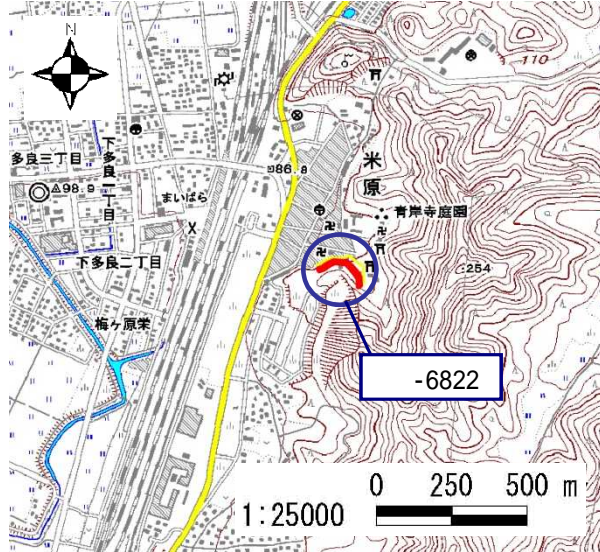 N
110
多良三丁目
下多良一丁目
98.9
まいばら
86.8
米原
青岸寺庭園
下多良二丁目
254
梅ヶ原栄
-6822
0 250 500 m
1:25000